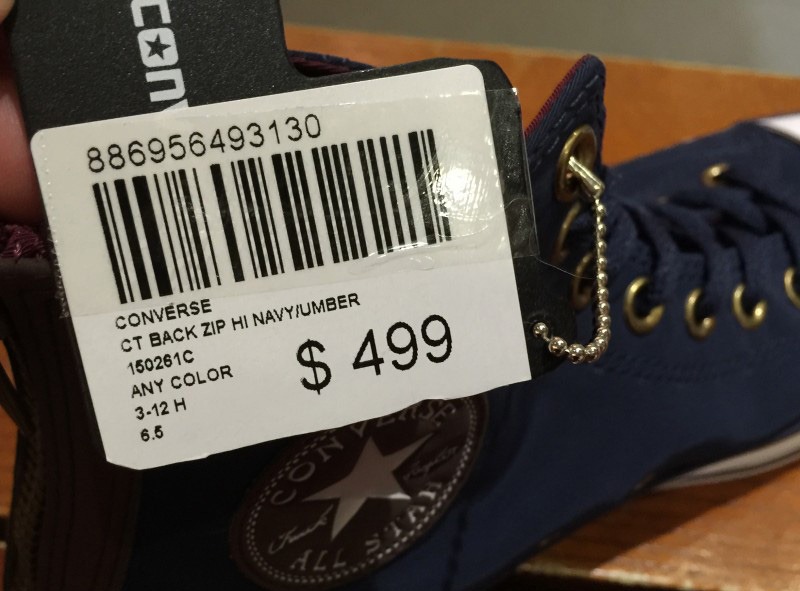 CONV
886956493130
CONVERSE
CT BACK ZIP HI NAVY/UMBER
150261C
ANY COLOR
3-12 H
6.5
$ 499
CONVERSE
ALL STAR